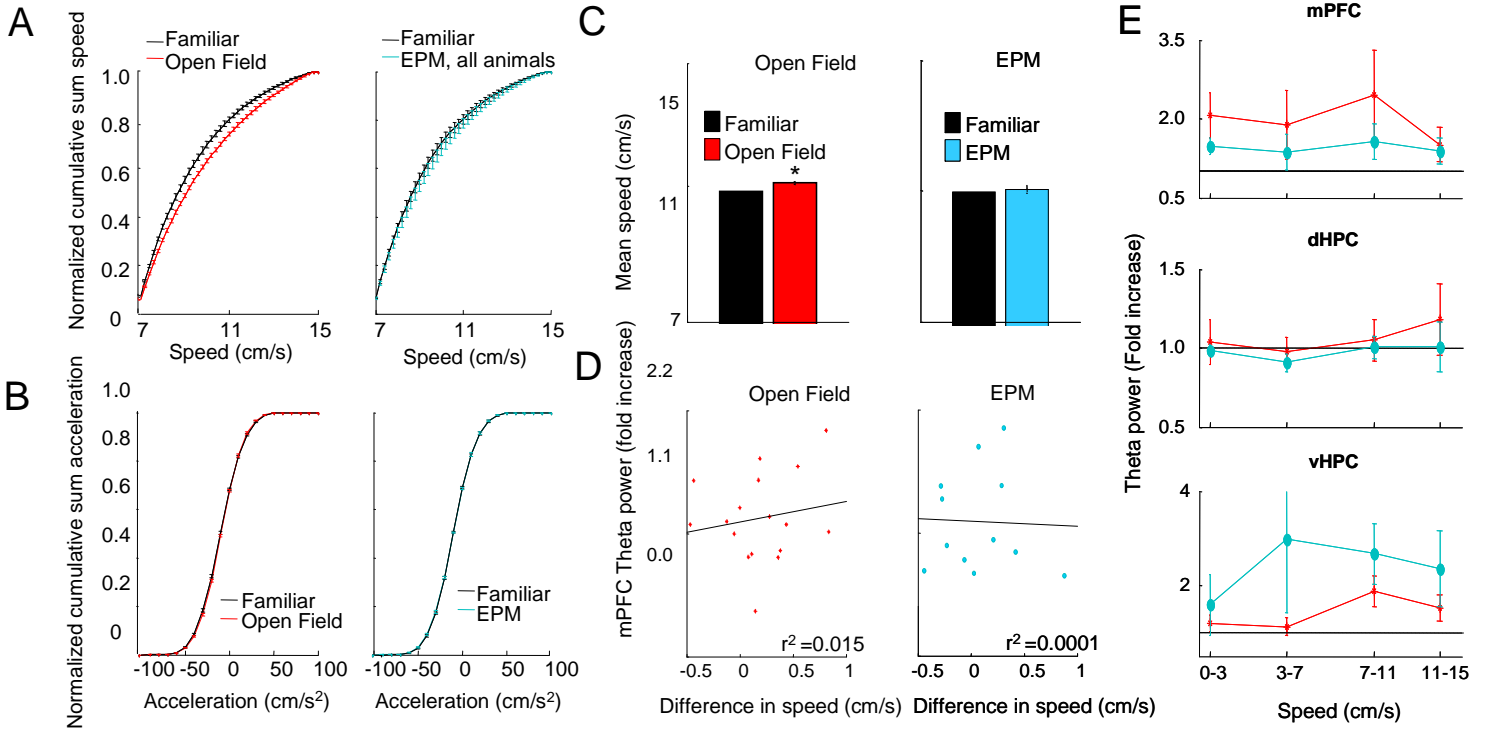 A
Familiar
Open Field
Familiar
EPM, all animals
Normalized cumulative sum speed
1.0
0.8
0.6
0.4
0.2
0
7
11
15
Speed (cm/s)
7
11
15
Speed (cm/s)
B
Normalized cumulative sum acceleration
1.0
0.8
0.6
0.4
0.2
0
Familiar
Open Field
-100
-50
0
50
100
Acceleration (cm/s²)
Familiar
EPM
-100
-50
0
50
100
Acceleration (cm/s²)
C
Open Field
Mean speed (cm/s)
15
11
7
Familiar
Open Field
*
EPM
Familiar
EPM
D
mPFC Theta power (fold increase)
2.2
1.1
0.0
Open Field
r² =0.015
-0.5
0
0.5
1
Difference in speed (cm/s)
EPM
r² =0.0001
-0.5
0
0.5
1
Difference in speed (cm/s)
E
mPFC
3.5
2.0
0.5
dHPC
1.5
1.0
0.5
Theta power (Fold increase)
vHPC
4
2
0-3
3-7
7-11
11-15
Speed (cm/s)